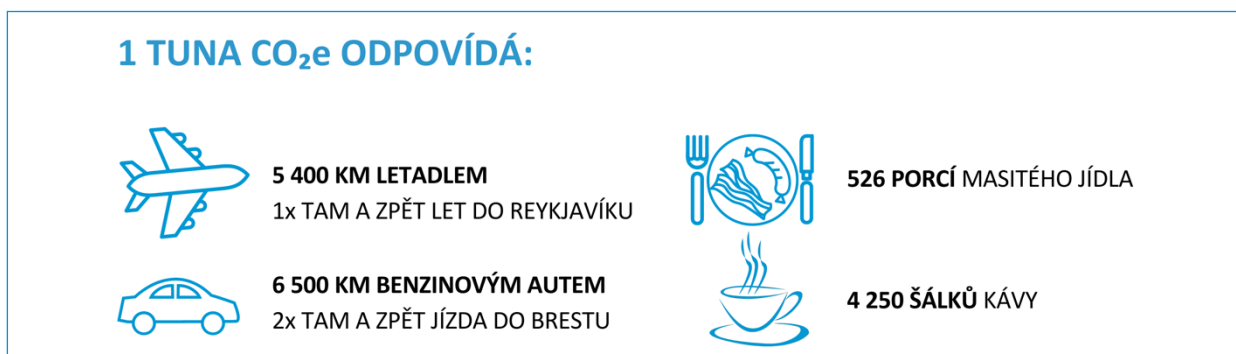 1 TUNA CO₂e ODPOVÍDÁ:
5 400 KM LETADLEM
1x TAM A ZPĚT LET DO REYKJAVÍKU
6 500 KM BENZINOVÝM AUTEM
2x TAM A ZPĚT JÍZDA DO BRESTU
526 PORCÍ MASITÉHO JÍDLA
4 250 ŠÁLKŮ KÁVY